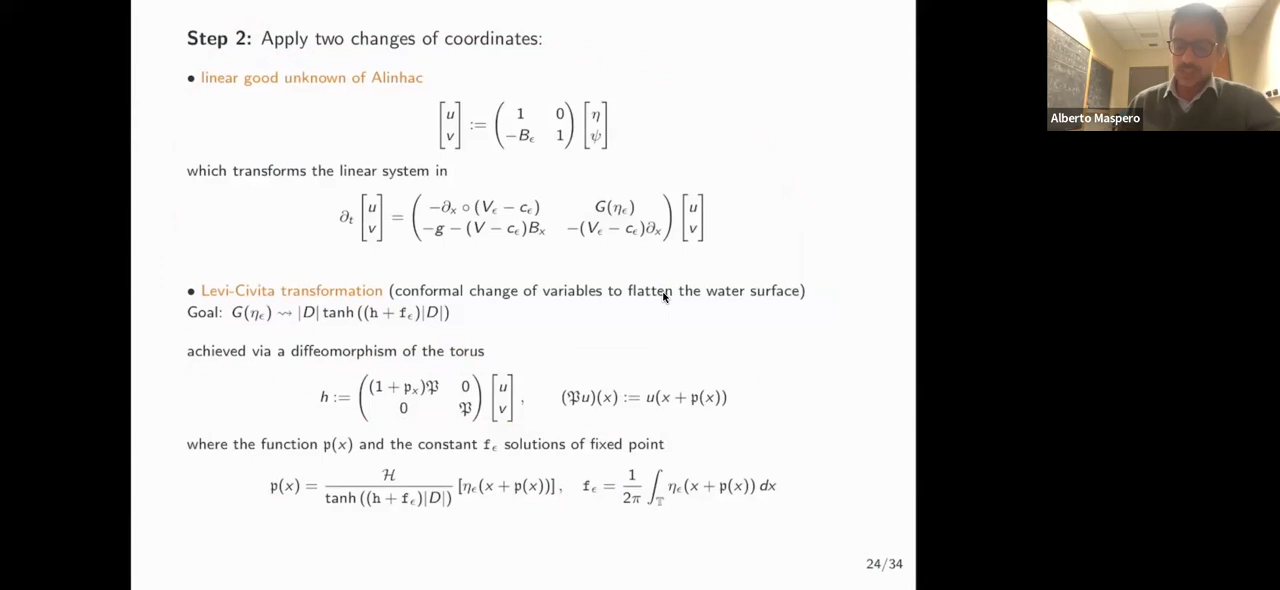 Step 2: Apply two changes of coordinates:
• linear good unknown of Alinhac
[u v] := (1 0 −B_ϵ 1) [η ψ]
which transforms the linear system in
∂_t [u v] = (−∂_x ∘ (V_ϵ − c_ϵ) G(η_ϵ) −g − (V − c_ϵ)B_x −(V_ϵ − c_ϵ)∂_x) [u v]
• Levi-Civita transformation (conformal change of variables to flatten the water surface)
Goal: G(η_ϵ) ⇝ |D| tanh ((h + f_ϵ)|D|)
achieved via a diffeomorphism of the torus
h := ((1 + p_x)𝔓 0 0 𝔓) [u v], (𝔓u)(x) := u(x + p(x))
where the function p(x) and the constant f_ϵ solutions of fixed point
p(x) = ℋ / tanh ((h + f_ϵ)|D|) [η_ϵ(x + p(x))], f_ϵ = 1/2π ∫_𝕋 η_ϵ(x + p(x)) dx
24/34
Alberto Maspero